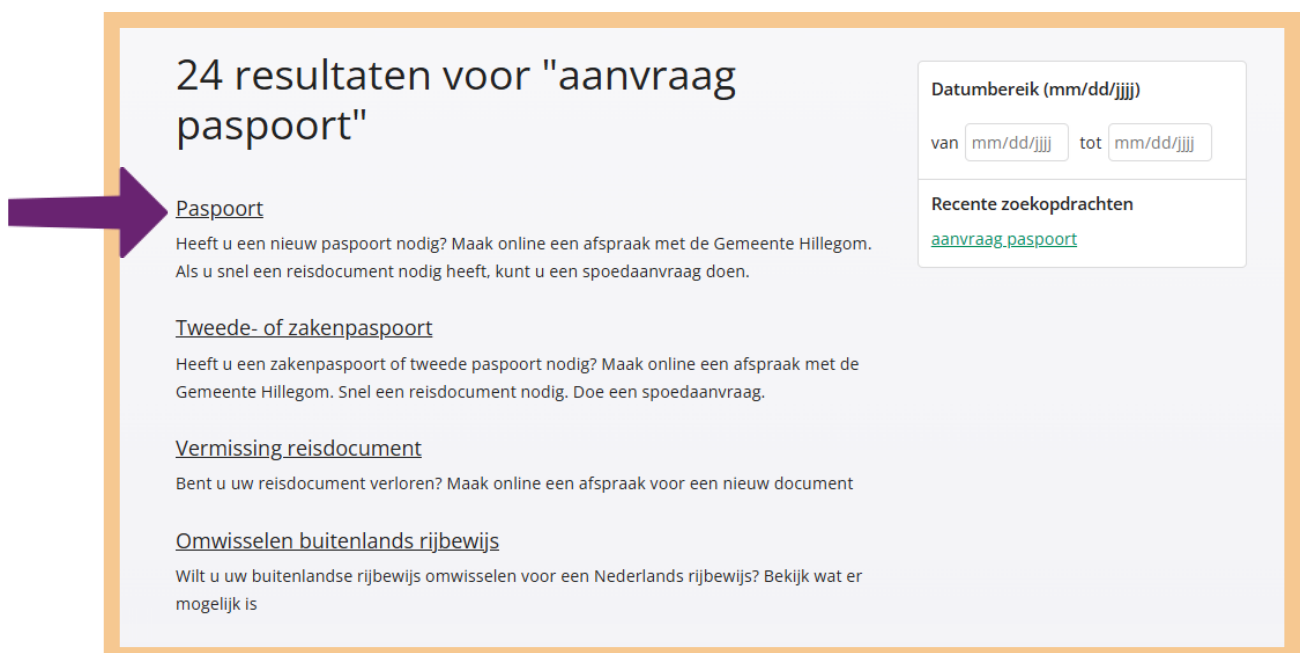 24 resultaten voor "aanvraag
paspoort"
Paspoort
Heeft u een nieuw paspoort nodig? Maak online een afspraak met de Gemeente Hillegom.
Als u snel een reisdocument nodig heeft, kunt u een spoedaanvraag doen.
Tweede- of zakenpaspoort
Heeft u een zakenpaspoort of tweede paspoort nodig? Maak online een afspraak met de
Gemeente Hillegom. Snel een reisdocument nodig. Doe een spoedaanvraag.
Vermissing reisdocument
Bent u uw reisdocument verloren? Maak online een afspraak voor een nieuw document
Omwisselen buitenlands rijbewijs
Wilt u uw buitenlandse rijbewijs omwisselen voor een Nederlands rijbewijs? Bekijk wat er
mogelijk is
Datumbereik (mm/dd/jjjj)
van mm/dd/jjjj tot mm/dd/jjjj
Recente zoekopdrachten
aanvraag paspoort